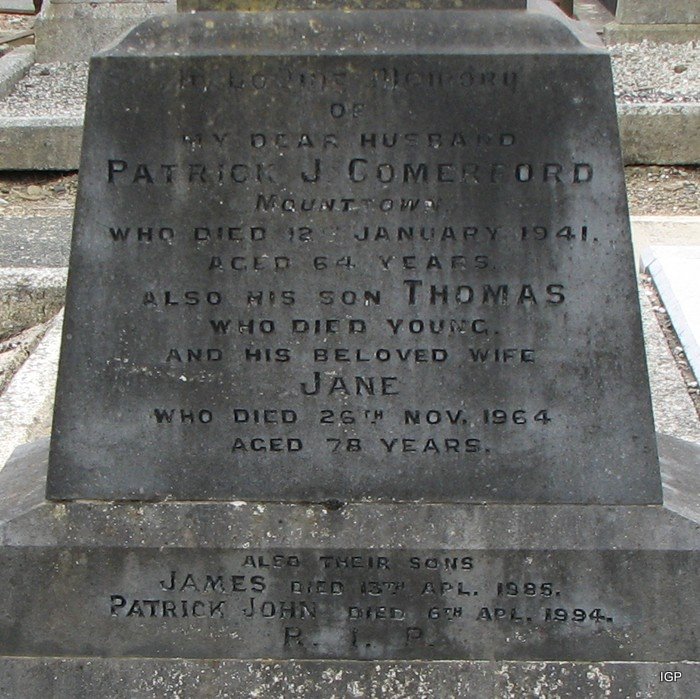 In Loving Memory
OF
MY DEAR HUSBAND
PATRICK J COMERFORD
MOUNTTOWN
WHO DIED 12TH JANUARY 1941.
AGED 64 YEARS.
ALSO HIS SON THOMAS
WHO DIED YOUNG.
AND HIS BELOVED WIFE
JANE
WHO DIED 26TH NOV. 1964
AGED 78 YEARS.
ALSO THEIR SONS
JAMES DIED 13TH APL. 1985.
PATRICK JOHN DIED 6TH APL. 1994.
R. I. P.
IGP